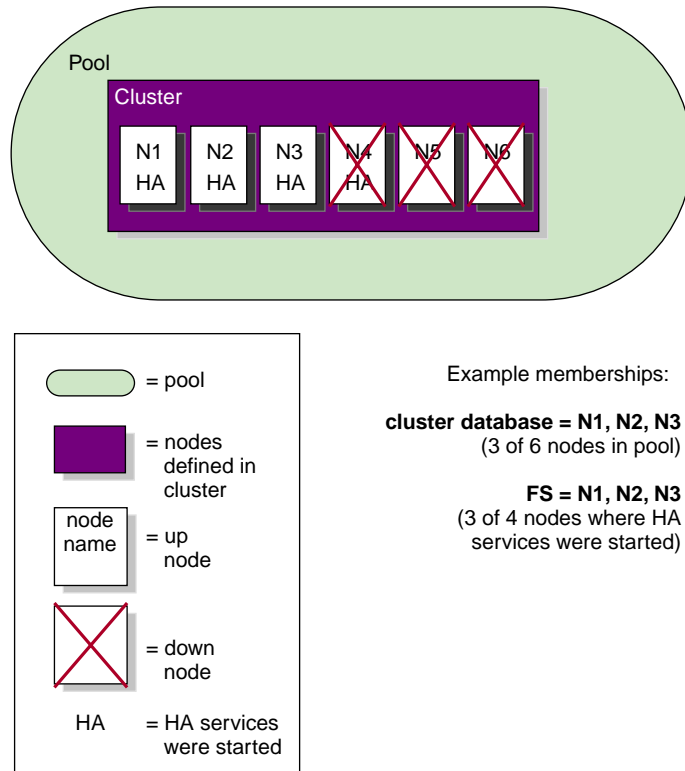 Pool
Cluster
N1 N2 N3 N4 N5 N6
HA HA HA HA
= pool
= nodes
defined in
cluster
node
name
= up
node
= down
node
HA = HA services
were started
Example memberships:
cluster database = N1, N2, N3
(3 of 6 nodes in pool)
FS = N1, N2, N3
(3 of 4 nodes where HA
services were started)